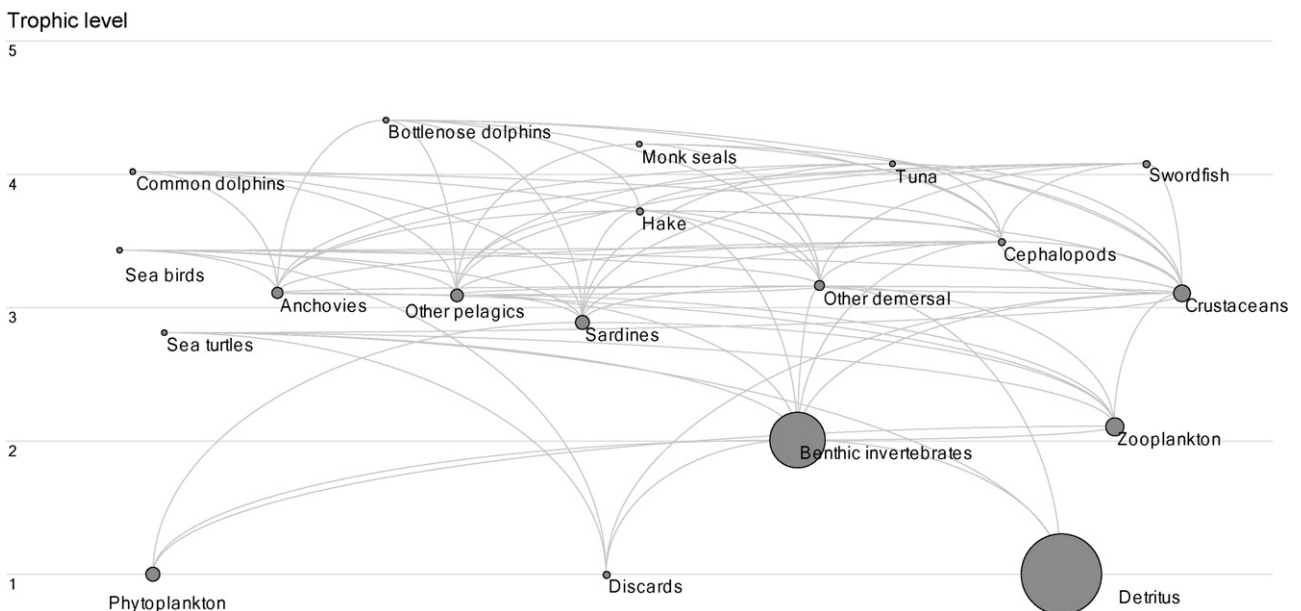 Trophic level
5
Bottlenose dolphins
Monk seals
Tuna
Swordfish
4
Common dolphins
Hake
Cephalopods
Sea birds
Anchovies
Other pelagics
Other demersal
Crustaceans
3
Sardines
Sea turtles
Zooplankton
2
Benthic invertebrates
1
Discards
Detritus
Phytoplankton